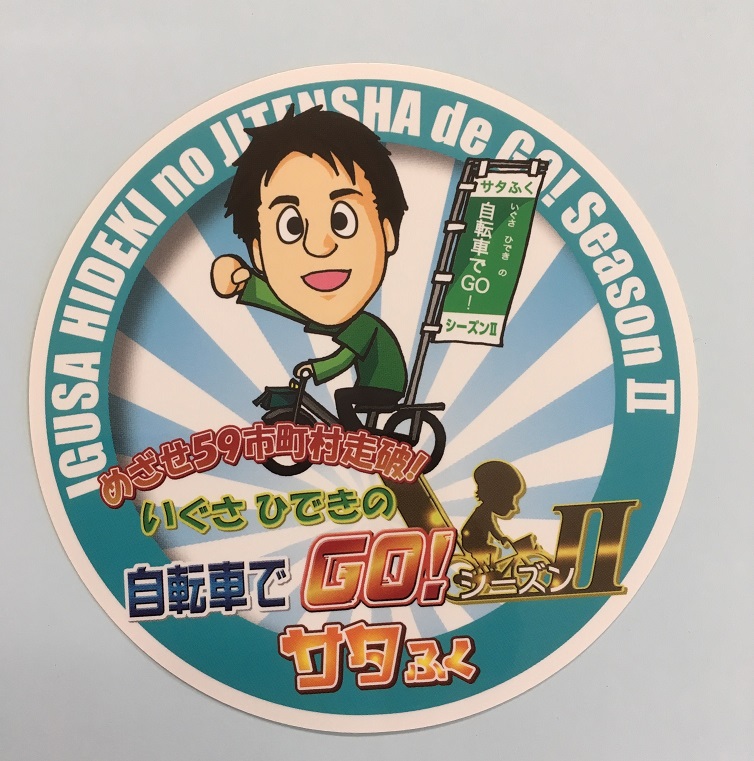 IGUSA HIDEKI no JITENSHA de Go! Season II
サタふく
いぐさ ひでき の
自転車でGO!
シーズンII
めざせ59市町村走破!
いぐさ ひできの
自転車で GO! シーズンII
サタふく